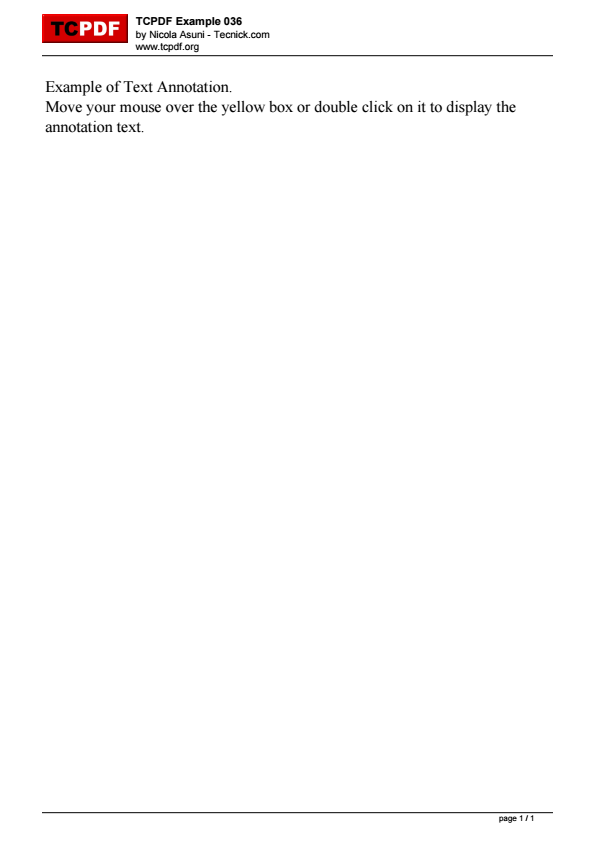 TCPDF
TCPDF Example 036
by Nicola Asuni - Tecnick.com
www.tcpdf.org
Example of Text Annotation.
Move your mouse over the yellow box or double click on it to display the
annotation text.
page 1 / 1